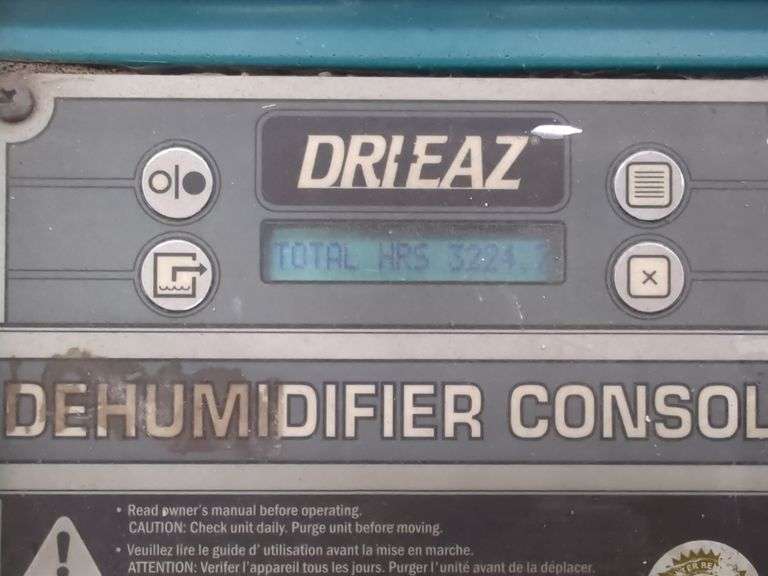 DRIEAZ®
TOTAL HRS 3224.7
DEHUMIDIFIER CONSOL
• Read owner's manual before operating.
CAUTION: Check unit daily. Purge unit before moving.
• Veuillez lire le guide d' utilisation avant la mise en marche.
ATTENTION: Verifer l'appareil tous les jours. Purger l'unité avant de la déplacer.